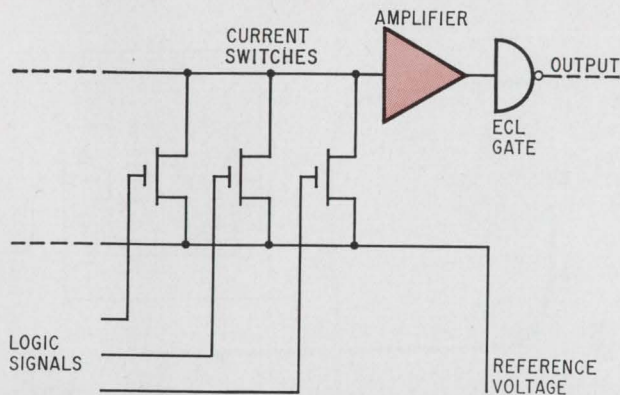 AMPLIFIER
CURRENT
SWITCHES
OUTPUT
ECL
GATE
LOGIC
SIGNALS
REFERENCE
VOLTAGE